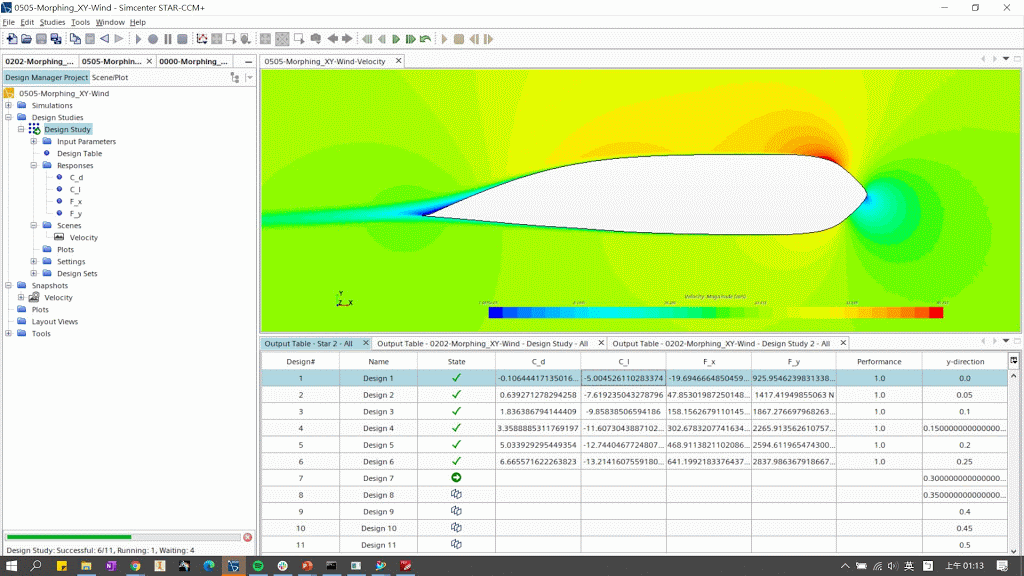 0505-Morphing_XY-Wind - Simcenter STAR-CCM+
File Edit Studies Tools Window Help
0202-Morphing_... 0505-Morphin... 0000-Morphing_...
Design Manager Project Scene/Plot
0505-Morphing_XY-Wind
Simulations
Design Studies
Design Study
Input Parameters
Design Table
Responses
C_d
C_l
F_x
F_y
Scenes
Velocity
Plots
Settings
Design Sets
Snapshots
Velocity
Plots
Layout Views
Tools
Design Study: Successful: 6/11, Running: 1, Waiting: 4
0505-Morphing_XY-Wind-Velocity
Y
Z X
Velocity: Magnitude (m/s)
Output Table - Star 2 - All Output Table - 0202-Morphing_XY-Wind - Design Study - All Output Table - 0202-Morphing_XY-Wind - Design Study 2 - All
Design# Name State C_d C_l F_x F_y Performance y-direction
1 Design 1 -0.10644417135016... -5.004526110283374 -19.6946664850459... 925.9546239831338... 1.0 0.0
2 Design 2 0.639271278294258 -7.619235043278796 47.85301987250148... 1417.41949855063 N 1.0 0.05
3 Design 3 1.836386794144409 -9.85838506594186 158.1562679110145... 1867.276697968263... 1.0 0.1
4 Design 4 3.3588885311769197 -11.6073043887102... 302.6783207741634... 2265.913562610757... 1.0 0.150000000000000...
5 Design 5 5.033929295449354 -12.7440467724807... 468.9113821102086... 2594.611965474300... 1.0 0.2
6 Design 6 6.665571622263823 -13.2141607559180... 641.1992183376437... 2837.986367918667... 1.0 0.25
7 Design 7 0.300000000000000...
8 Design 8 0.350000000000000...
9 Design 9 0.4
10 Design 10 0.45
11 Design 11 0.5
英 上午 01:13